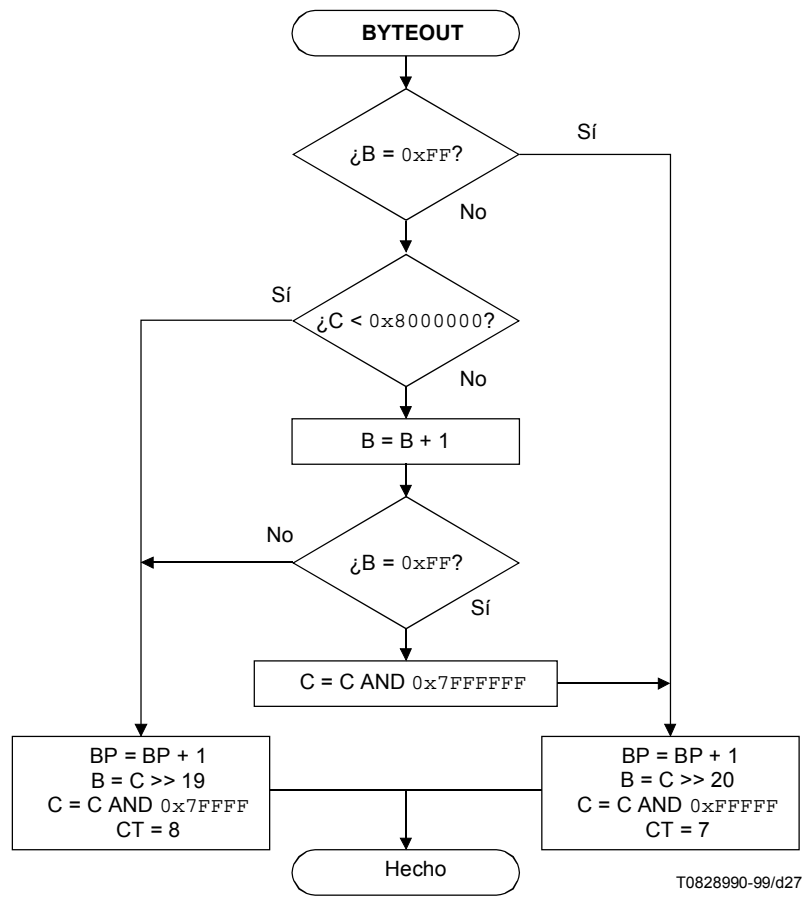 BYTEOUT
Sí
¿B = 0xFF?
No
Sí
¿C < 0x8000000?
No
B = B + 1
No
¿B = 0xFF?
Sí
C = C AND 0x7FFFFFF
BP = BP + 1
B = C >> 19
C = C AND 0x7FFFF
CT = 8
BP = BP + 1
B = C >> 20
C = C AND 0xFFFFF
CT = 7
Hecho
T0828990-99/d27